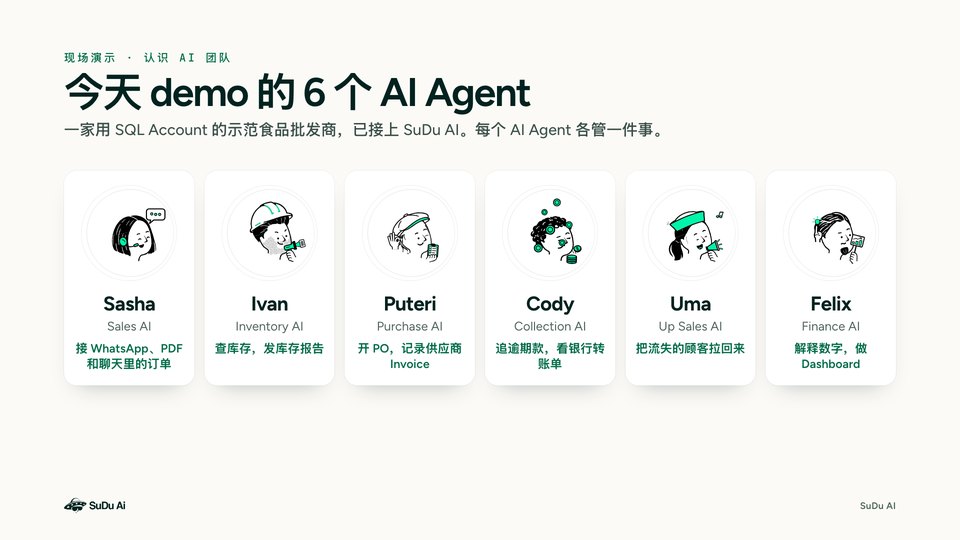 现场演示 · 认识 AI 团队
今天 demo 的 6 个 AI Agent
一家用 SQL Account 的示范食品批发商，已接上 SuDu AI。每个 AI Agent 各管一件事。
Sasha
Sales AI
接 WhatsApp、PDF
和聊天里的订单
Ivan
Inventory AI
查库存，发库存报告
Puteri
Purchase AI
开 PO，记录供应商
Invoice
Cody
Collection AI
追逾期款，看银行转
账单
Uma
Up Sales AI
把流失的顾客拉回来
Felix
Finance AI
解释数字，做
Dashboard
SuDu Ai
SuDu AI